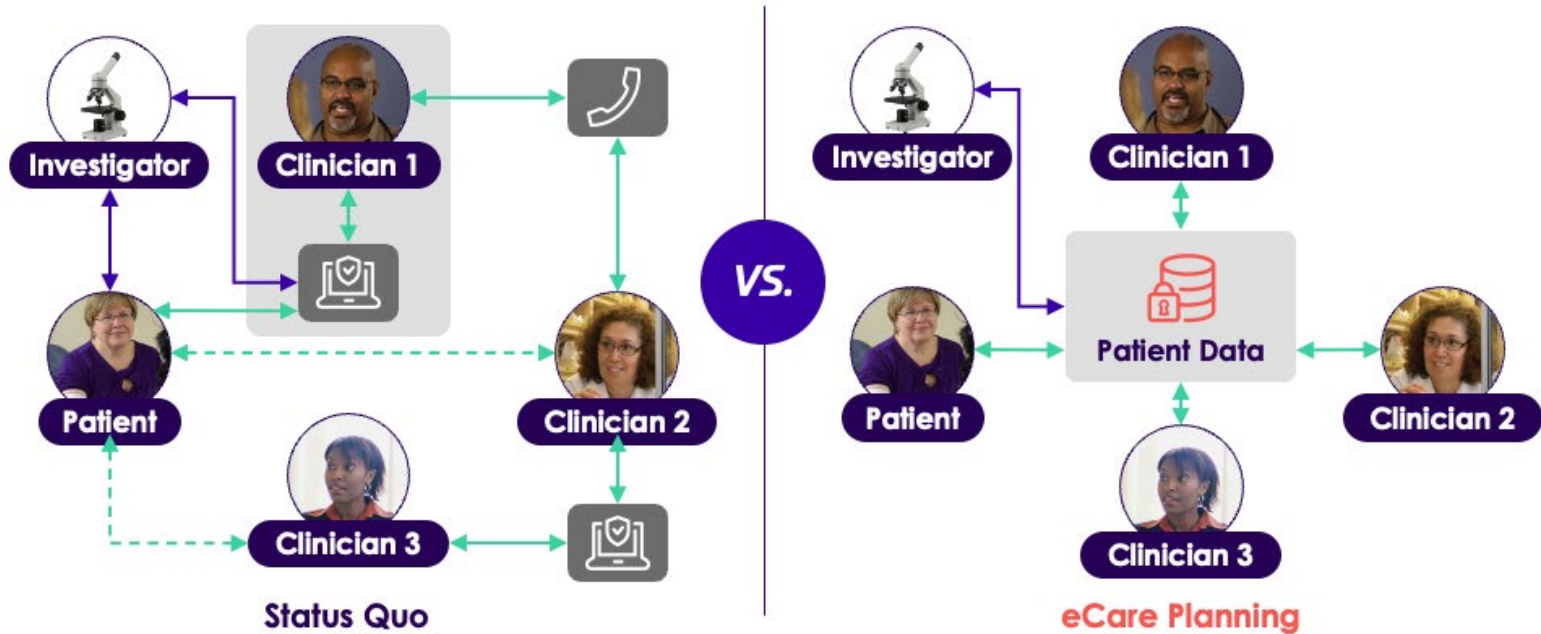 Investigator
Clinician 1
Patient
Clinician 2
Clinician 3
Status Quo
VS.
Investigator
Clinician 1
Patient Data
Patient
Clinician 2
Clinician 3
eCare Planning